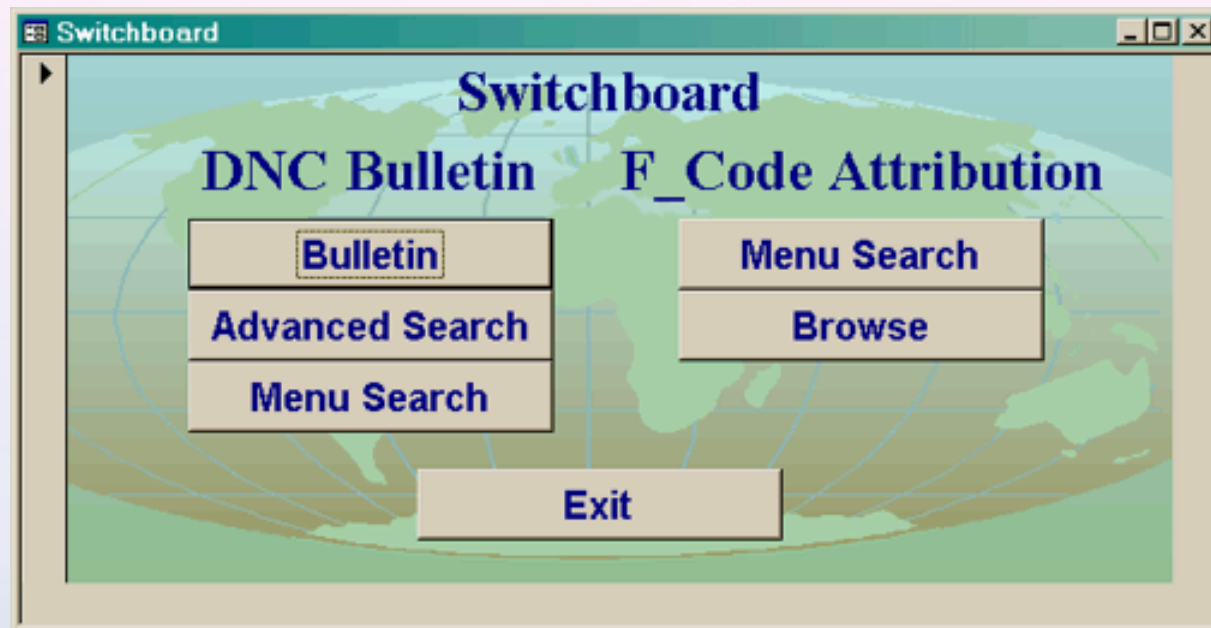 Switchboard
Switchboard
DNC Bulletin F_Code Attribution
Bulletin Menu Search
Advanced Search Browse
Menu Search
Exit